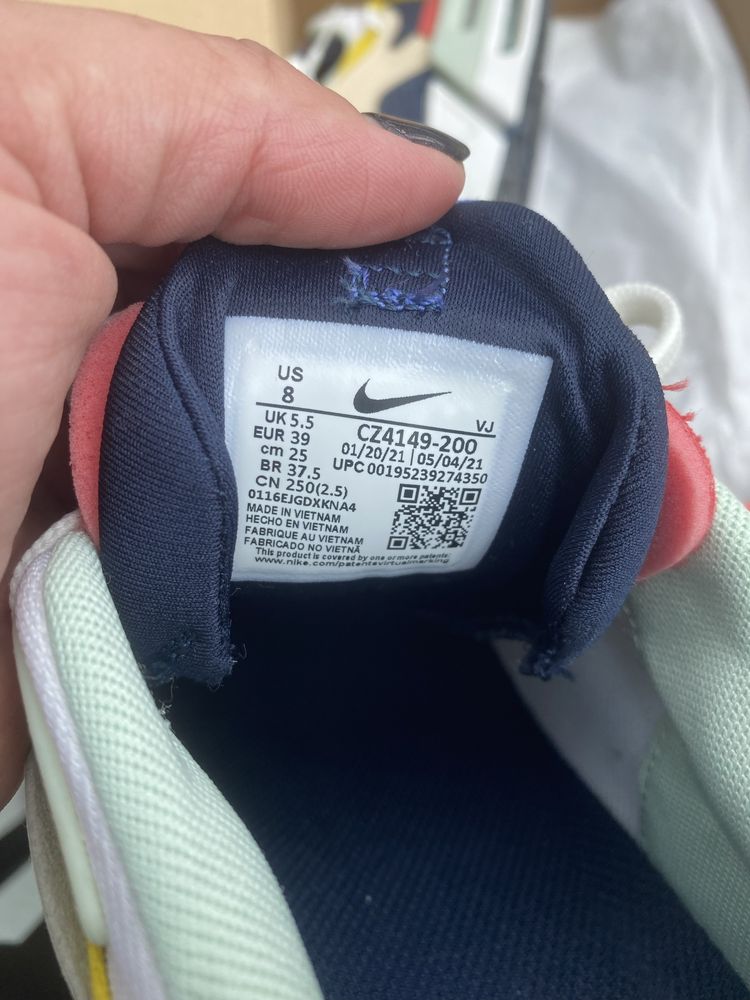 US
8
UK 5.5
EUR 39
cm 25
BR 37.5
CN 250(2.5)
0116EJGDXKNA4
MADE IN VIETNAM
HECHO EN VIETNAM
FABRIQUE AU VIETNAM
FABRICADO NO VIETNÃ
This product is covered by one or more patents:
www.nike.com/patentsvirtualmarking
VJ
CZ4149-200
01/20/21 | 05/04/21
UPC 00195239274350